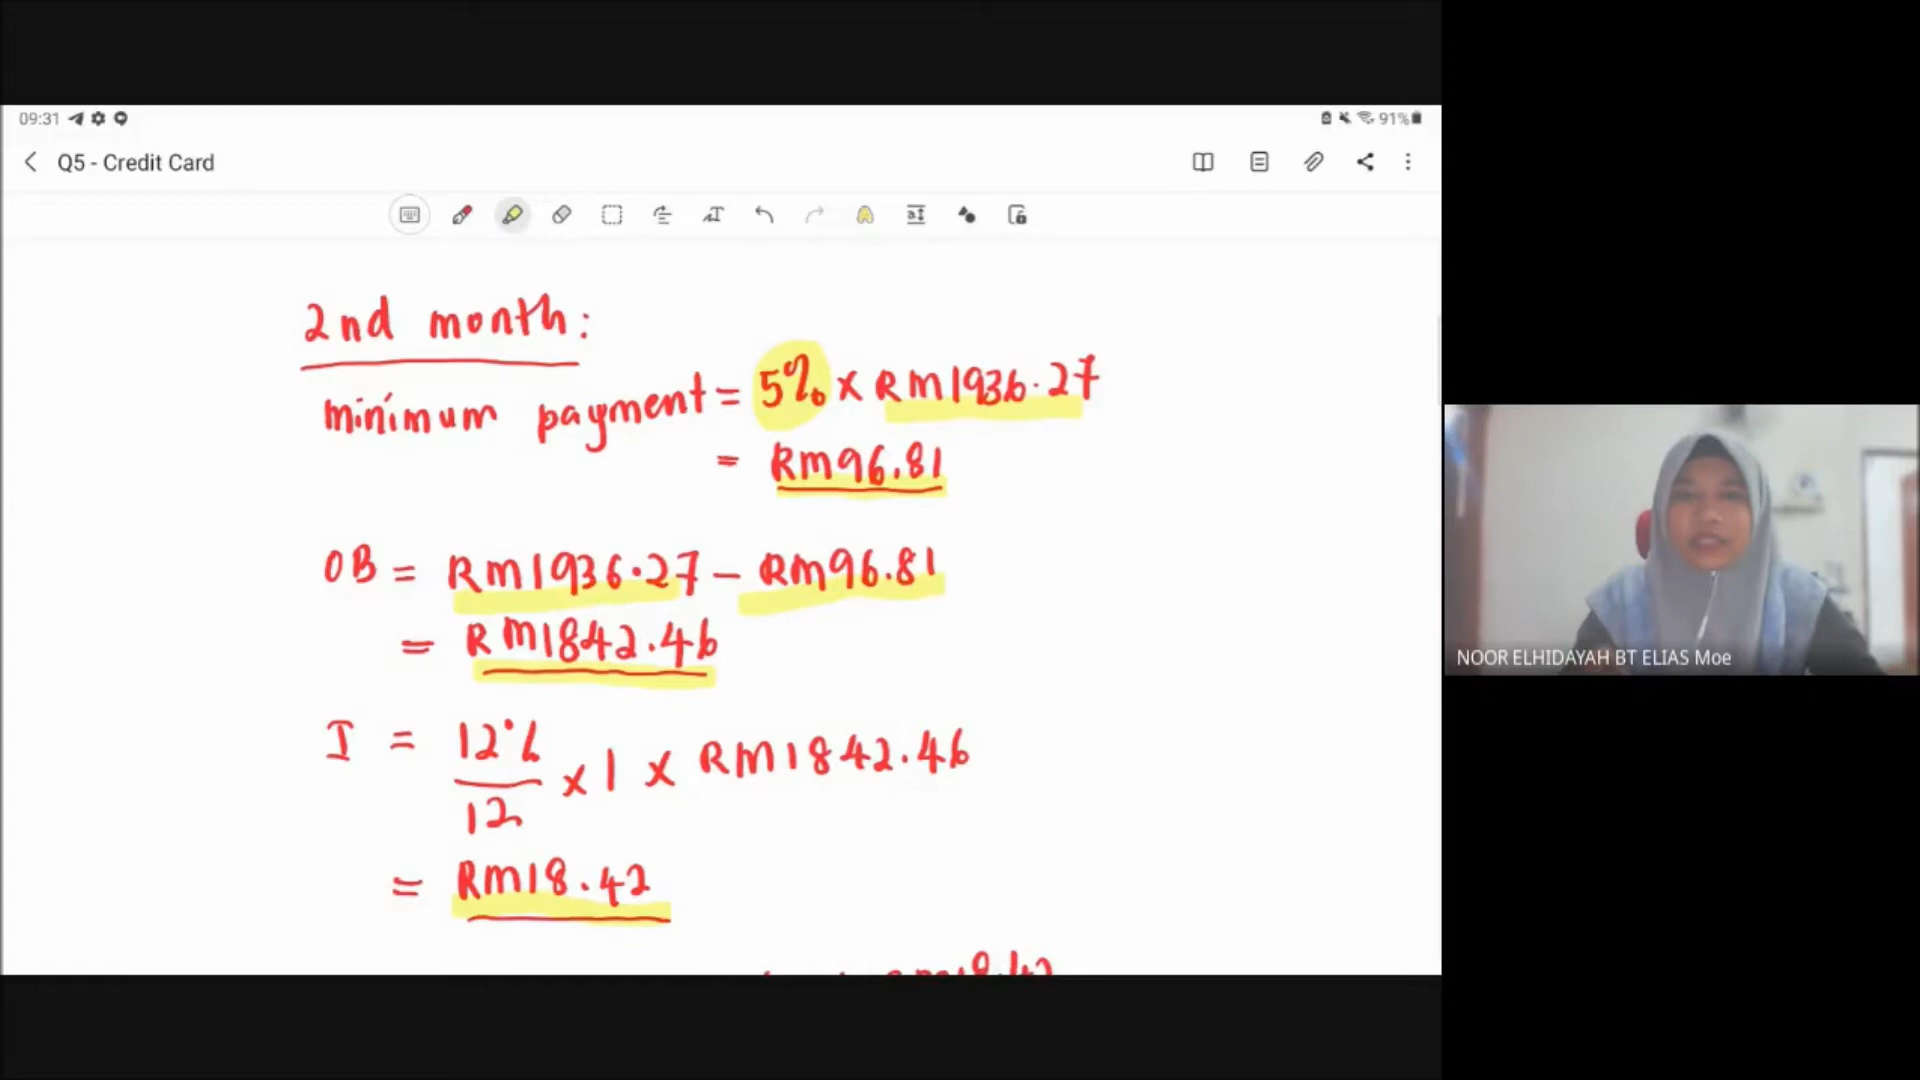 09:31 91%
Q5 - Credit Card
2nd month:
minimum payment = 5% x RM1936.27
= RM96.81
OB = RM1936.27 - RM96.81
= RM1842.46
I = 12%/12 x 1 x RM1842.46
= RM18.42
NOOR ELHIDAYAH BT ELIAS Moe